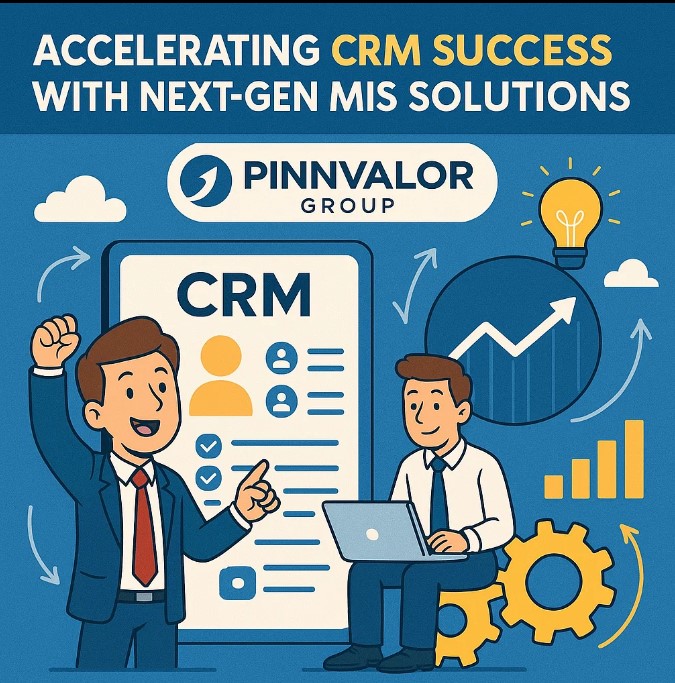 ACCELERATING CRM SUCCESS
WITH NEXT-GEN MIS SOLUTIONS
PINNVALOR
GROUP
CRM